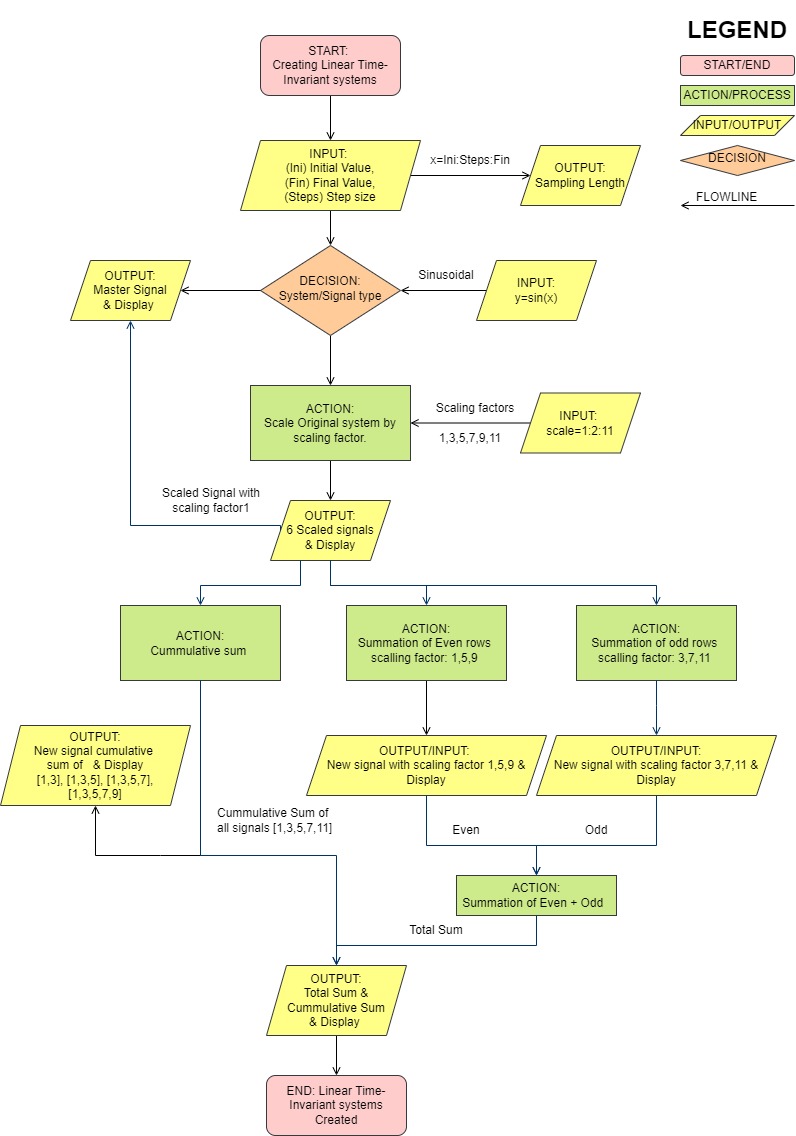 LEGEND
START/END
ACTION/PROCESS
INPUT/OUTPUT
DECISION
FLOWLINE
START:
Creating Linear Time-
Invariant systems
INPUT:
(Ini) Initial Value,
(Fin) Final Value,
(Steps) Step size
x=Ini:Steps:Fin
OUTPUT:
Sampling Length
DECISION:
System/Signal type
OUTPUT:
Master Signal
& Display
Sinusoidal
INPUT:
y=sin(x)
ACTION:
Scale Original system by
scaling factor.
Scaling factors
1,3,5,7,9,11
INPUT:
scale=1:2:11
Scaled Signal with
scaling factor1
OUTPUT:
6 Scaled signals
& Display
ACTION:
Cummulative sum
ACTION:
Summation of Even rows
scalling factor: 1,5,9
ACTION:
Summation of odd rows
scalling factor: 3,7,11
OUTPUT:
New signal cumulative
sum of & Display
[1,3], [1,3,5], [1,3,5,7],
[1,3,5,7,9]
OUTPUT/INPUT:
New signal with scaling factor 1,5,9 &
Display
OUTPUT/INPUT:
New signal with scaling factor 3,7,11 &
Display
Cummulative Sum of
all signals [1,3,5,7,11]
Even
Odd
ACTION:
Summation of Even + Odd
Total Sum
OUTPUT:
Total Sum &
Cummulative Sum
& Display
END: Linear Time-
Invariant systems
Created